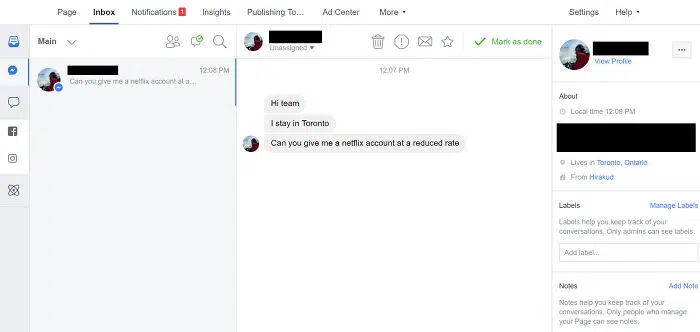 Page Inbox Notifications 1 Insights Publishing To... Ad Center More Settings Help
Main
12:08 PM
Can you give me a netflix account at a...
Unassigned
Mark as done
12:07 PM
Hi team
I stay in Toronto
Can you give me a netflix account at a reduced rate
View Profile
...
About
Local time 12:09 PM
Lives in Toronto, Ontario
From Hirakud
Labels Manage Labels
Labels help you keep track of your
conversations. Only admins can see labels.
Add label...
Notes Add Note
Notes help you keep track of your
conversations. Only people who manage
your Page can see notes.